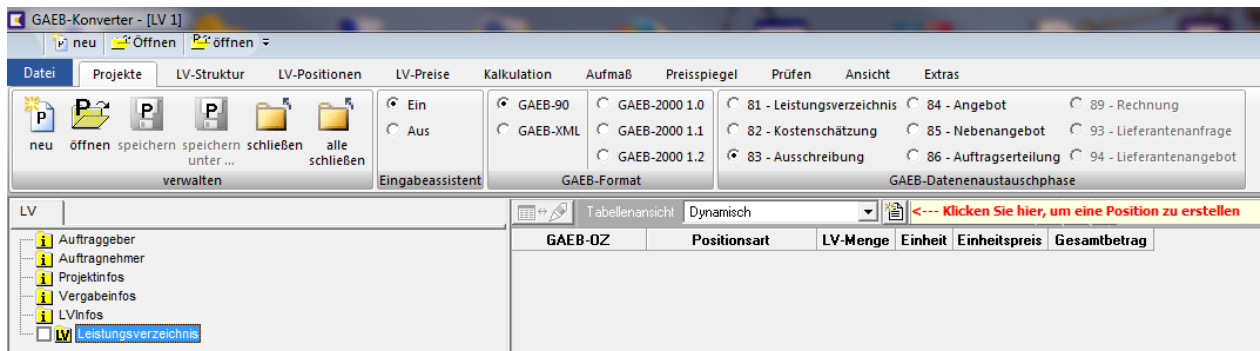 GAEB-Konverter - [LV 1]
neu Öffnen öffnen
Datei Projekte LV-Struktur LV-Positionen LV-Preise Kalkulation Aufmaß Preisspiegel Prüfen Ansicht Extras
neu öffnen speichern speichern unter ... schließen alle schließen
verwalten
Ein
Aus
Eingabeassistent
GAEB-90 GAEB-2000 1.0
GAEB-XML GAEB-2000 1.1
GAEB-2000 1.2
GAEB-Format
81 - Leistungsverzeichnis 84 - Angebot 89 - Rechnung
82 - Kostenschätzung 85 - Nebenangebot 93 - Lieferantenanfrage
83 - Ausschreibung 86 - Auftragserteilung 94 - Lieferantenangebot
GAEB-Datenenaustauschphase
LV
Auftraggeber
Auftragnehmer
Projektinfos
Vergabeinfos
LVInfos
LV Leistungsverzeichnis
Tabellenansicht Dynamisch <--- Klicken Sie hier, um eine Position zu erstellen
GAEB-OZ Positionsart LV-Menge Einheit Einheitspreis Gesamtbetrag